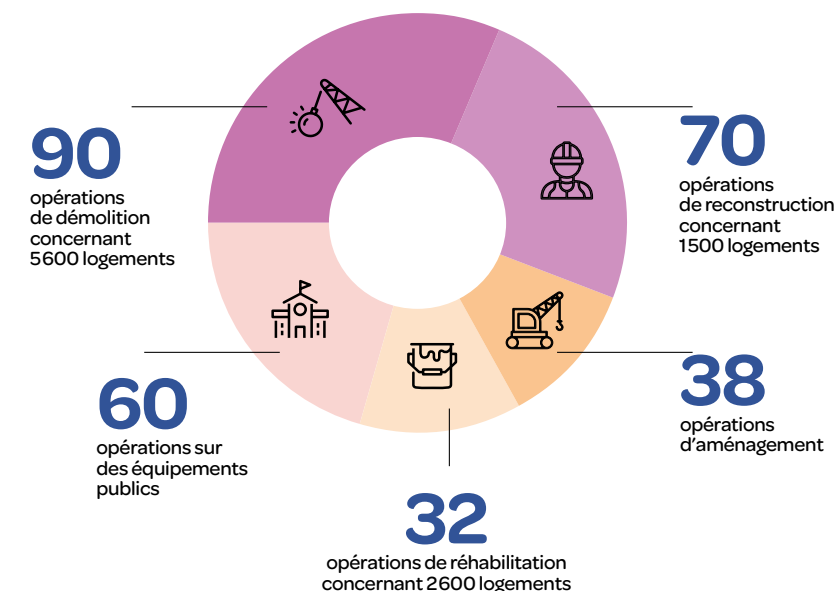 90
opérations
de démolition
concernant
5600 logements
70
opérations
de reconstruction
concernant
1500 logements
60
opérations sur
des équipements
publics
38
opérations
d’aménagement
32
opérations de réhabilitation
concernant 2600 logements